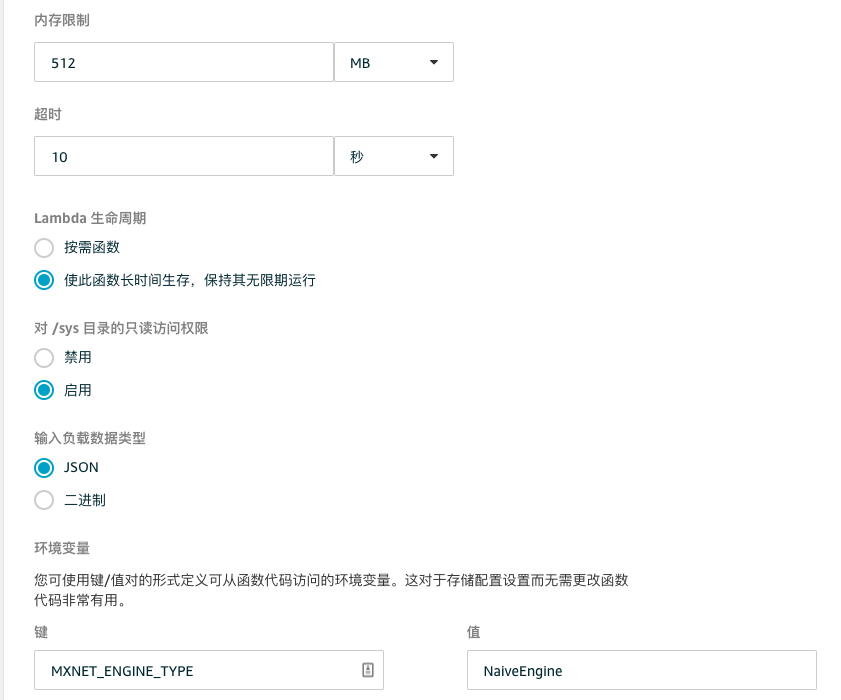 内存限制
512 MB
超时
10 秒
Lambda 生命周期
按需函数
使此函数长时间生存，保持其无限期运行
对 /sys 目录的只读访问权限
禁用
启用
输入负载数据类型
JSON
二进制
环境变量
您可使用键/值对的形式定义可从函数代码访问的环境变量。这对于存储配置设置而无需更改函数
代码非常有用。
键 值
MXNET_ENGINE_TYPE NaiveEngine